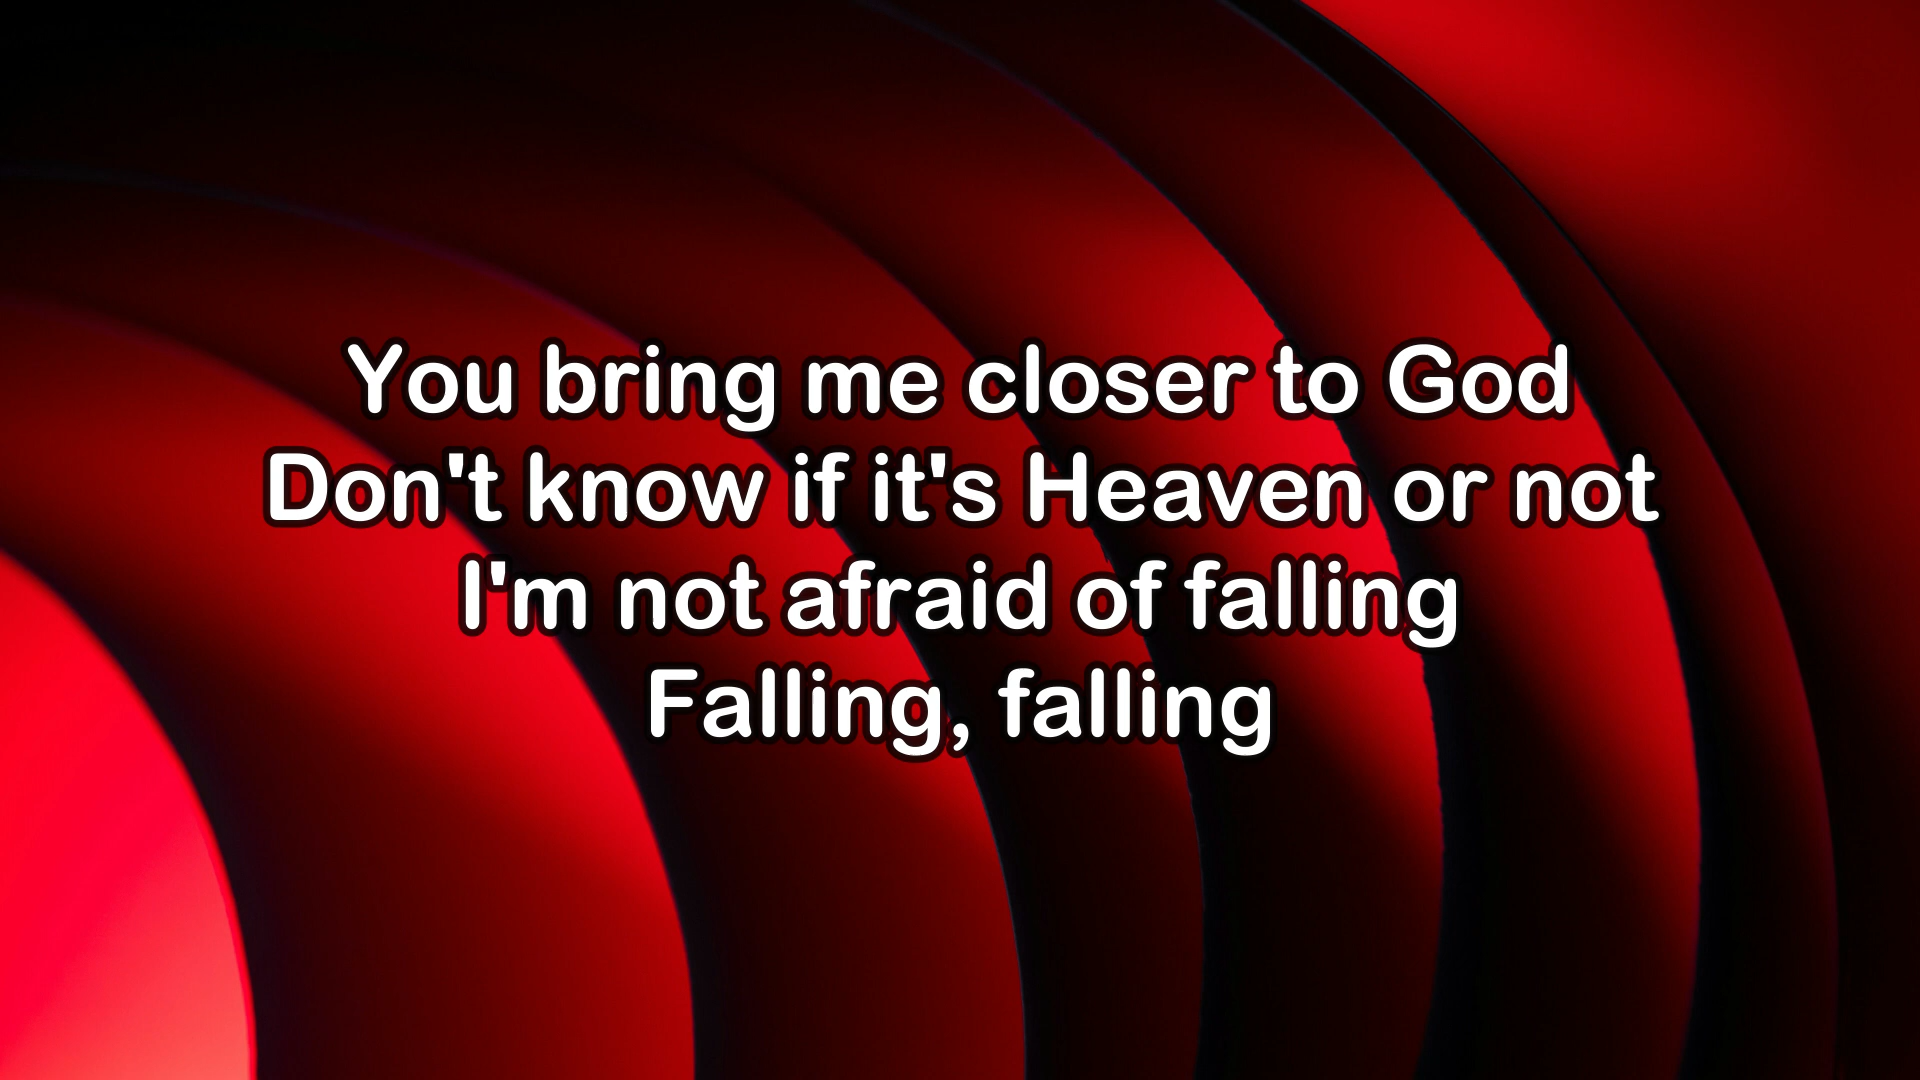 You bring me closer to God
Don't know if it's Heaven or not
I'm not afraid of falling
Falling, falling